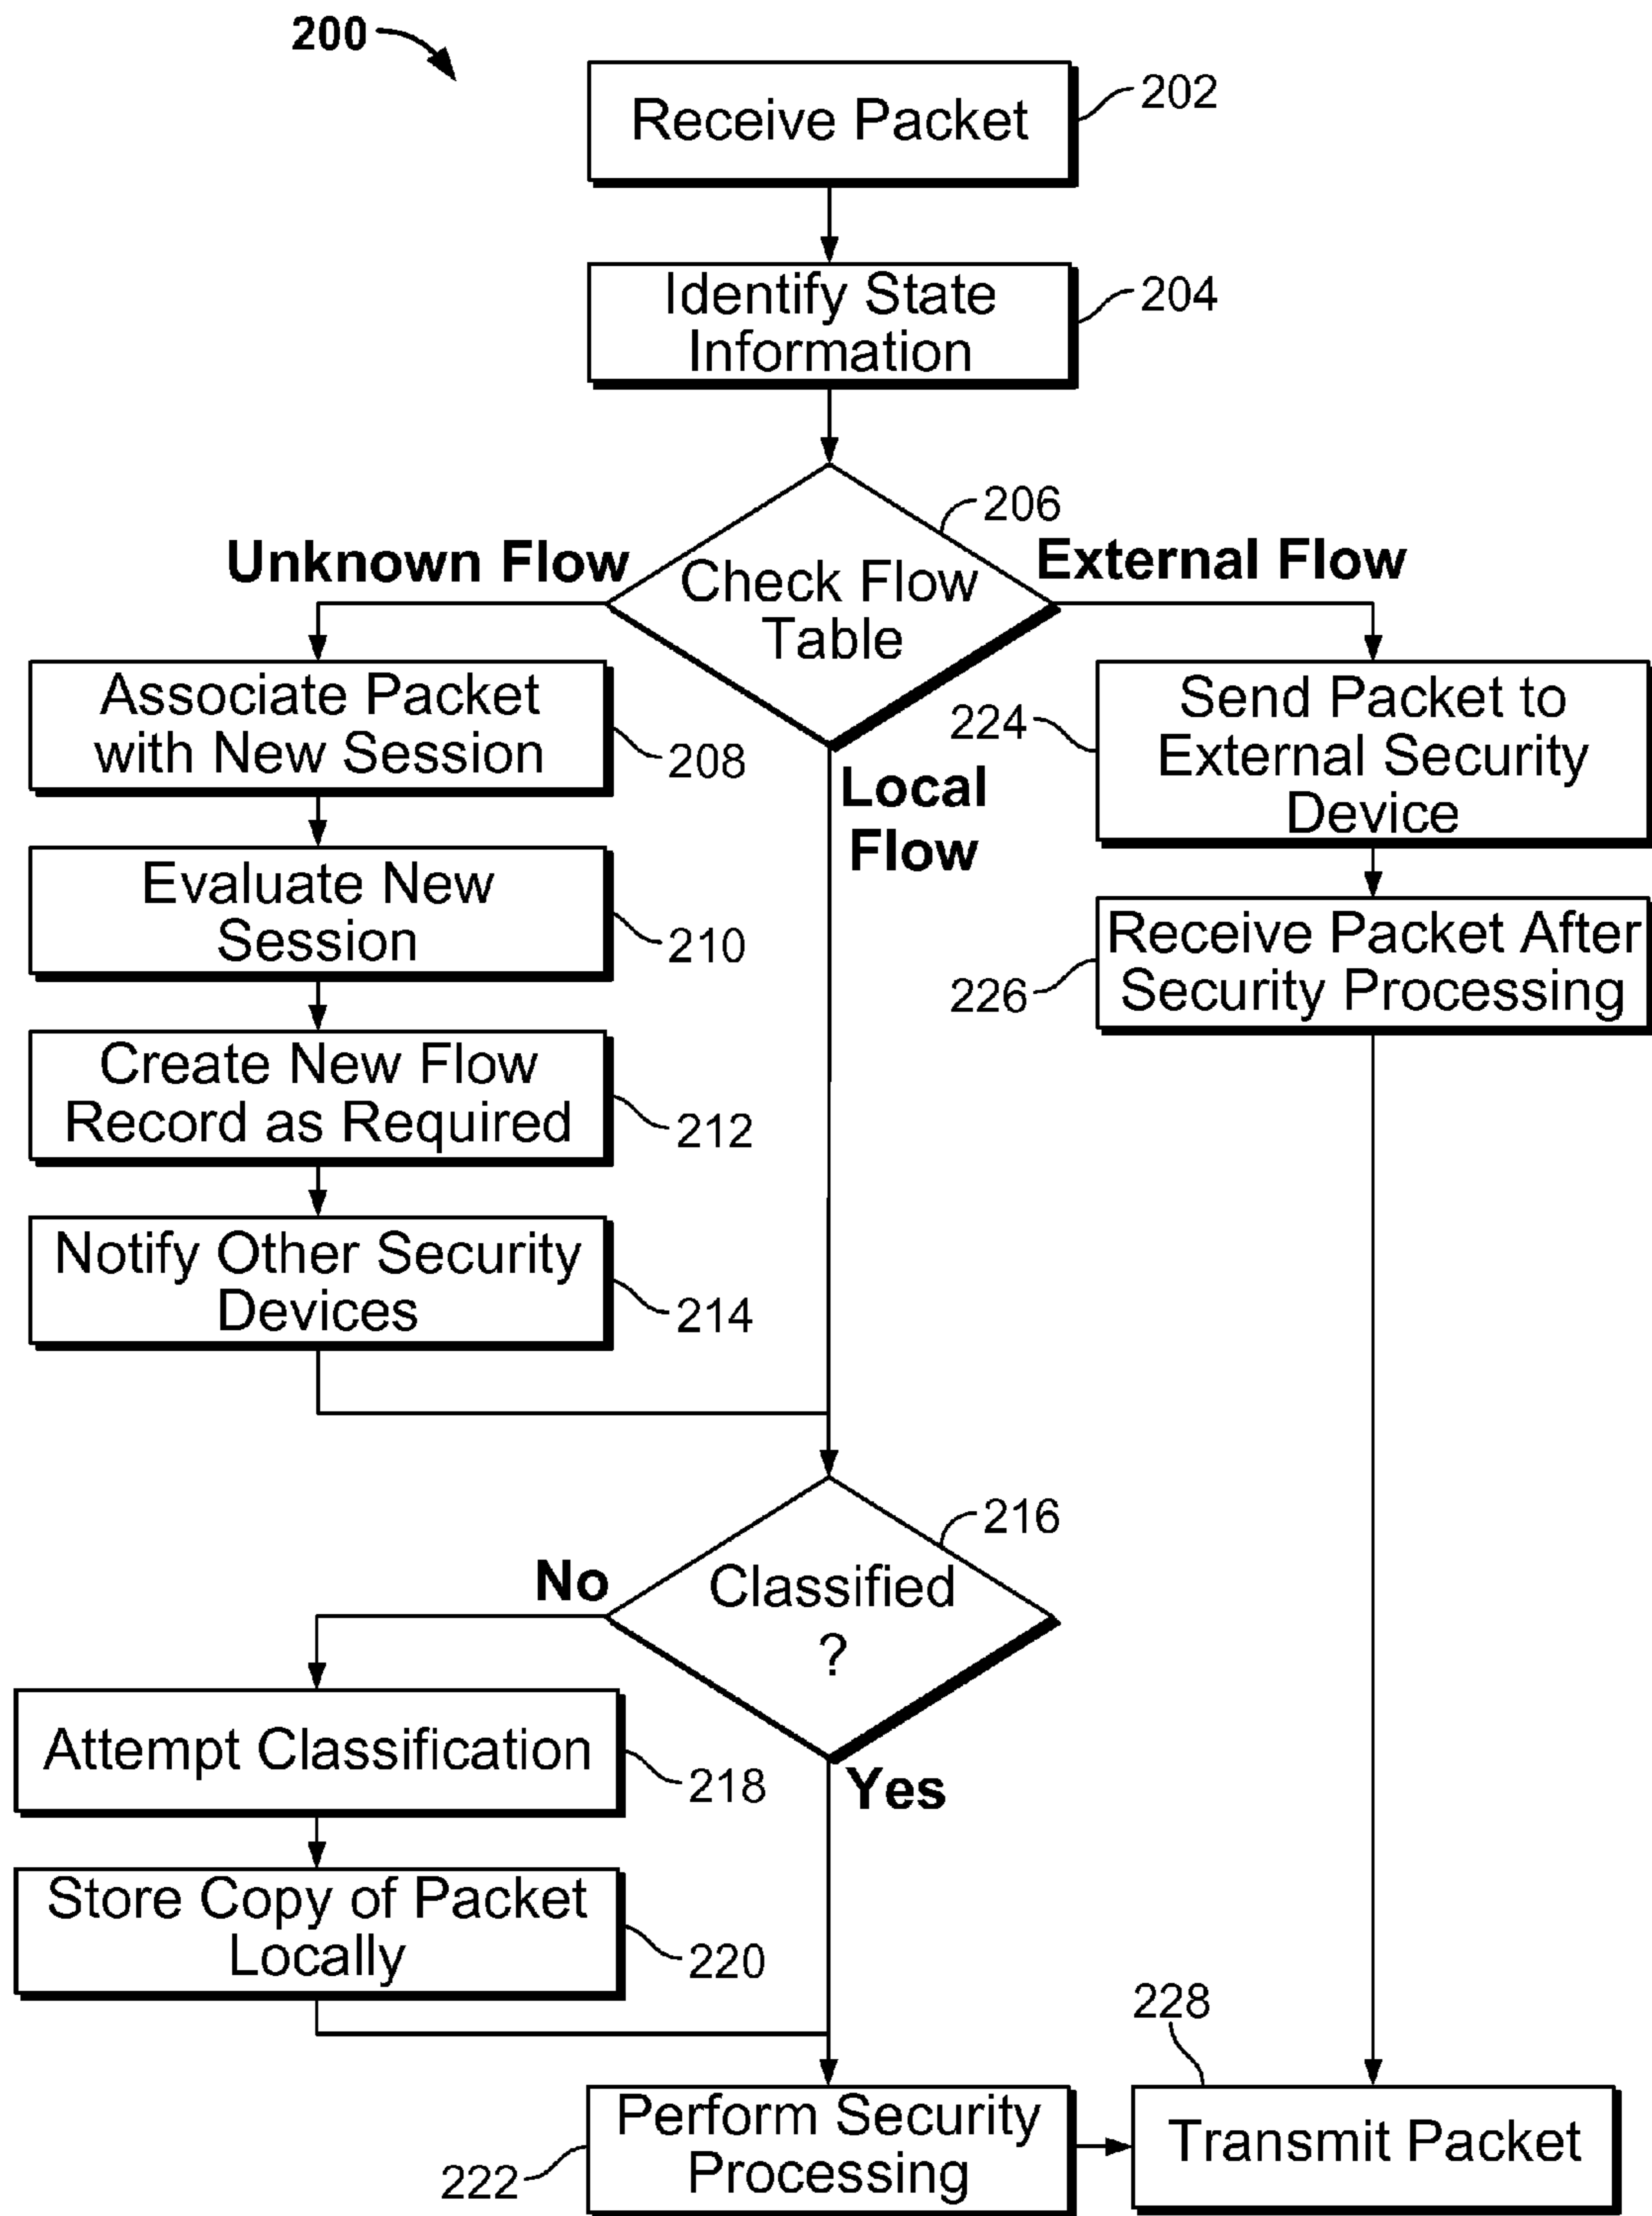 200
Receive Packet
202
Identify State
Information
204
206
Check Flow
Table
Unknown Flow
External Flow
Local
Flow
Associate Packet
with New Session
208
Evaluate New
Session
210
Create New Flow
Record as Required
212
Notify Other Security
Devices
214
Send Packet to
External Security
Device
224
Receive Packet After
Security Processing
226
216
Classified
?
No
Yes
Attempt Classification
218
Store Copy of Packet
Locally
220
Perform Security
Processing
222
228
Transmit Packet